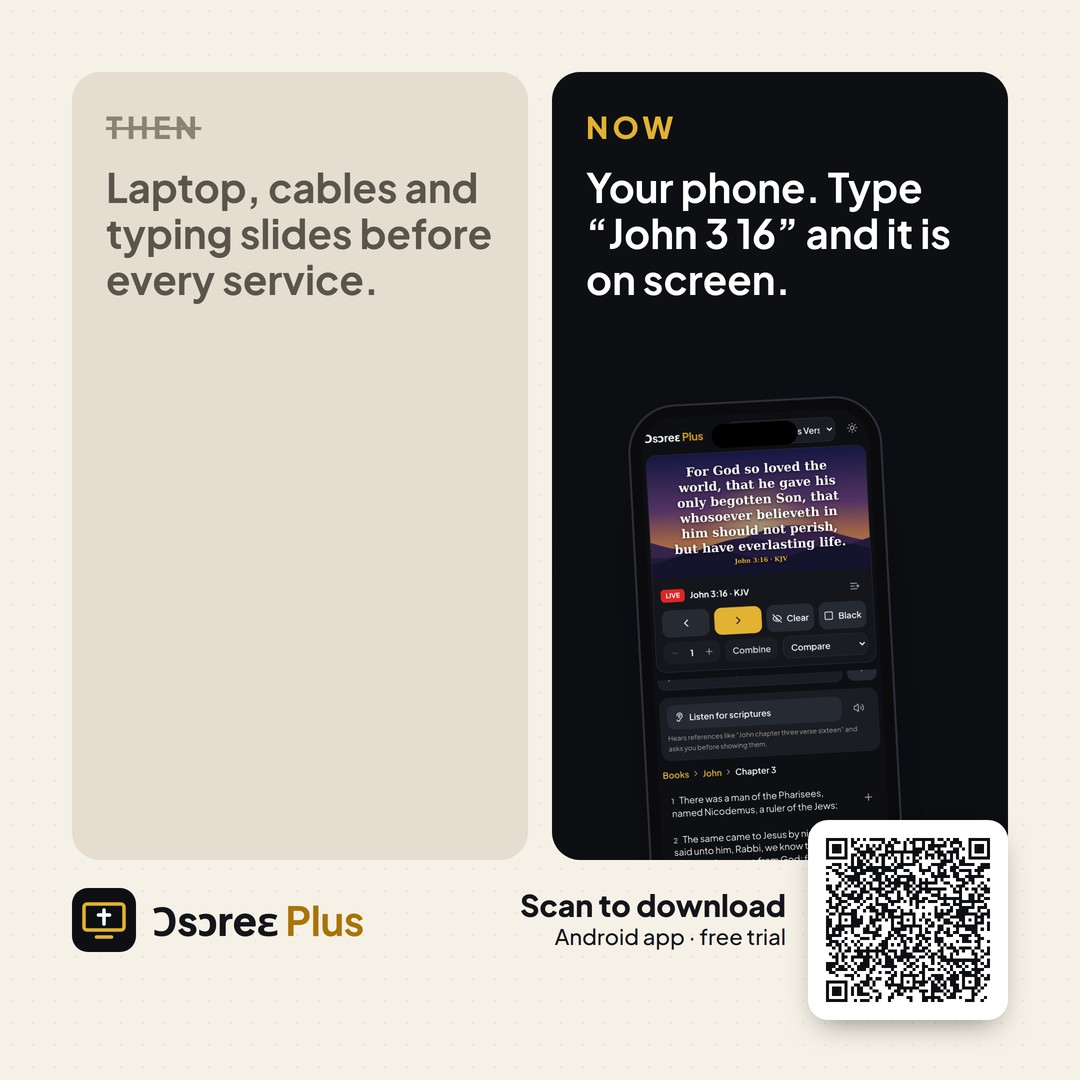 THEN
Laptop, cables and
typing slides before
every service.
NOW
Your phone. Type
“John 3 16” and it is
on screen.
Ɔsɔreɛ Plus
s Vers
For God so loved the
world, that he gave his
only begotten Son, that
whosoever believeth in
him should not perish,
but have everlasting life.
John 3:16 · KJV
LIVE John 3:16 · KJV
Clear
Black
1
Combine
Compare
Listen for scriptures
Hears references like “John chapter three verse sixteen” and
asks you before showing them.
Books › John › Chapter 3
1 There was a man of the Pharisees,
named Nicodemus, a ruler of the Jews:
2 The same came to Jesus by
said unto him, Rabbi, we know
Ɔsɔreɛ Plus
Scan to download
Android app · free trial